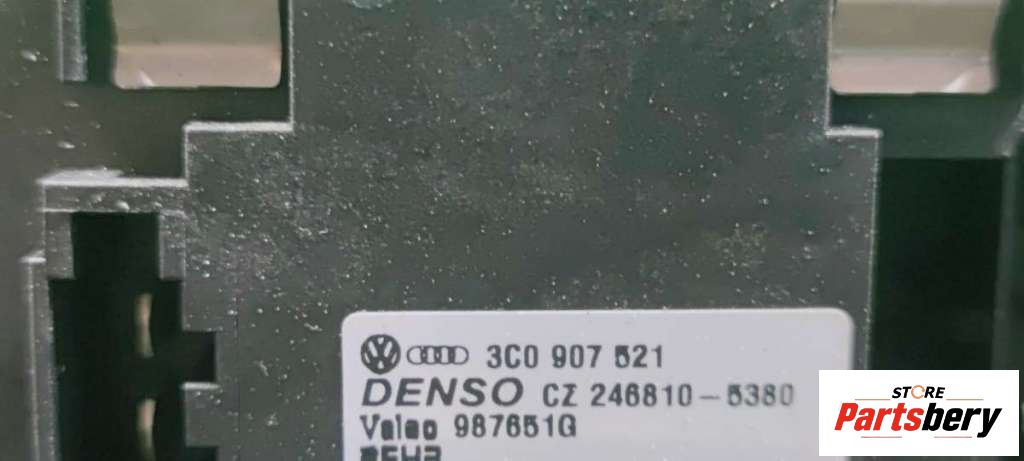 3C0 907 521
DENSO CZ 246810-5380
Valeo 987651G
STORE
Partsbery